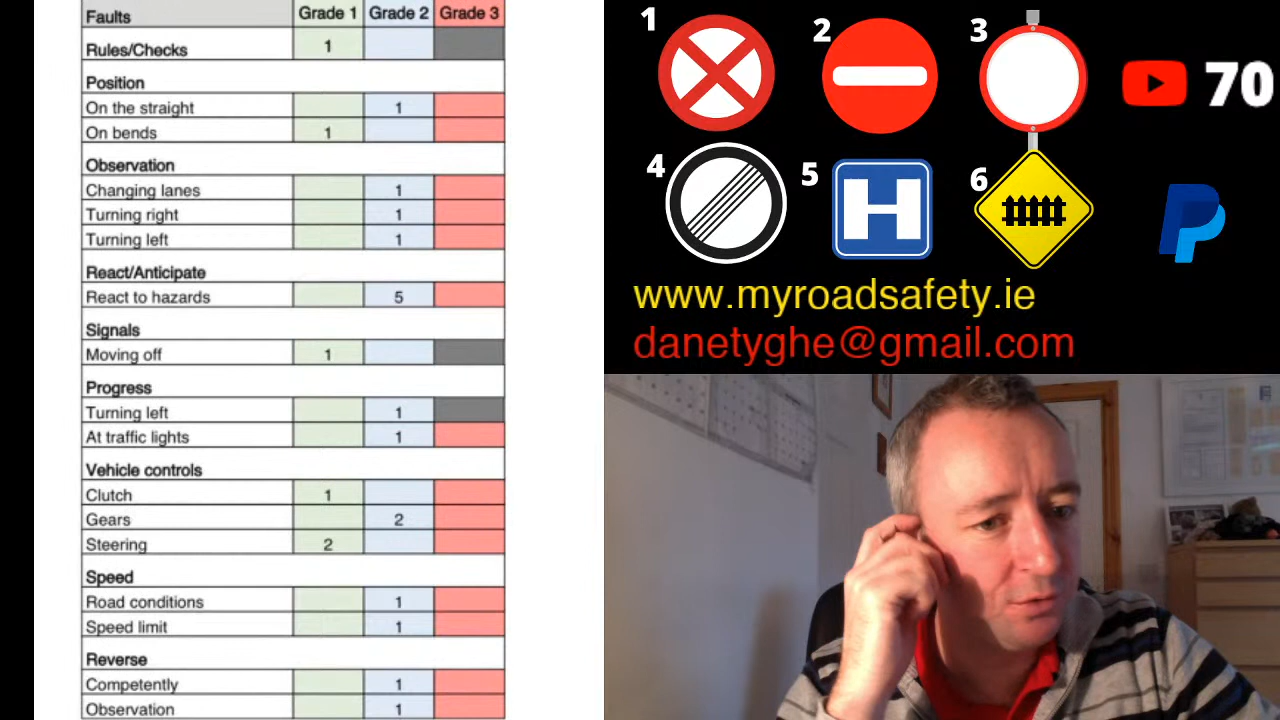 Faults Grade 1 Grade 2 Grade 3
Rules/Checks 1
Position
On the straight 1
On bends 1
Observation
Changing lanes 1
Turning right 1
Turning left 1
React/Anticipate
React to hazards 5
Signals
Moving off 1
Progress
Turning left 1
At traffic lights 1
Vehicle controls
Clutch 1
Gears 2
Steering 2
Speed
Road conditions 1
Speed limit 1
Reverse
Competently 1
Observation 1
1 2 3
70
4 5 H 6
www.myroadsafety.ie
danetyghe@gmail.com